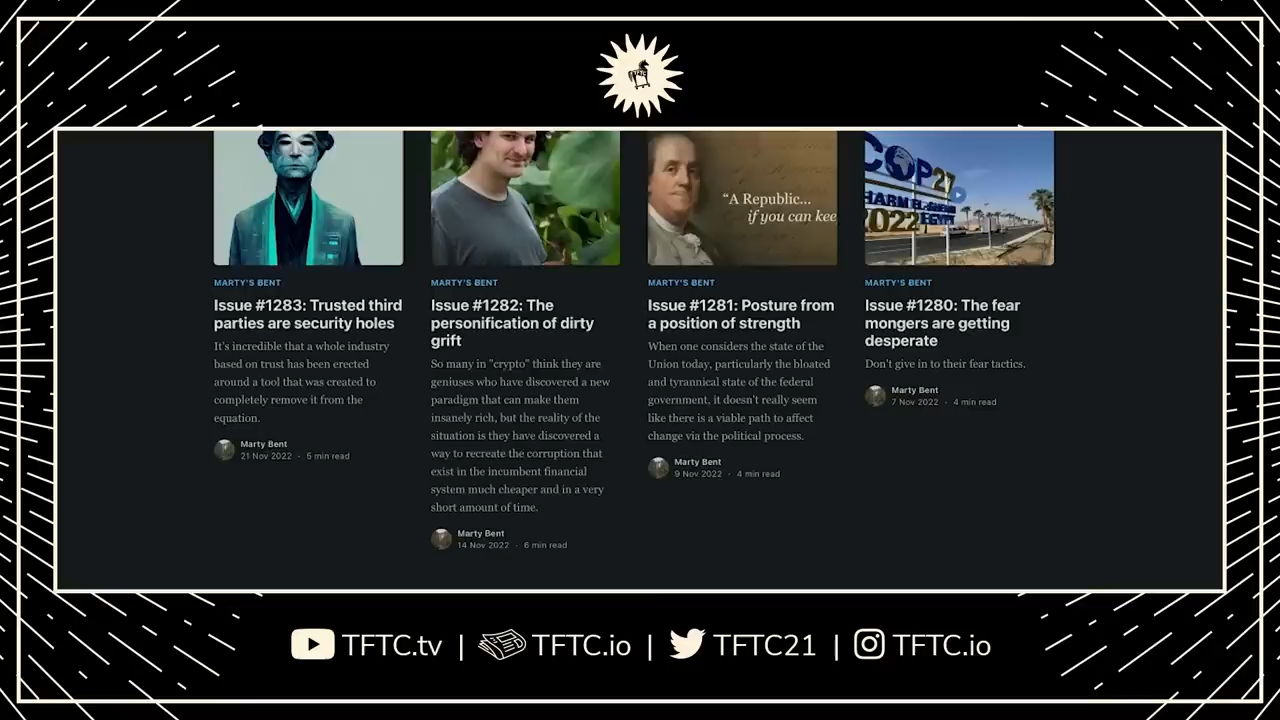 “A Republic...
if you can kee
COP27
2022 EGYPT
MARTY'S BENT
Issue #1283: Trusted third
parties are security holes
It's incredible that a whole industry
based on trust has been erected
around a tool that was created to
completely remove it from the
equation.
Marty Bent
21 Nov 2022 · 5 min read
MARTY'S BENT
Issue #1282: The
personification of dirty
grift
So many in "crypto" think they are
geniuses who have discovered a new
paradigm that can make them
insanely rich, but the reality of the
situation is they have discovered a
way to recreate the corruption that
exist in the incumbent financial
system much cheaper and in a very
short amount of time.
Marty Bent
14 Nov 2022 · 6 min read
MARTY'S BENT
Issue #1281: Posture from
a position of strength
When one considers the state of the
Union today, particularly the bloated
and tyrannical state of the federal
government, it doesn't really seem
like there is a viable path to affect
change via the political process.
Marty Bent
9 Nov 2022 · 4 min read
MARTY'S BENT
Issue #1280: The fear
mongers are getting
desperate
Don't give in to their fear tactics.
Marty Bent
7 Nov 2022 · 4 min read
TFTC.tv | TFTC.io | TFTC21 | TFTC.io